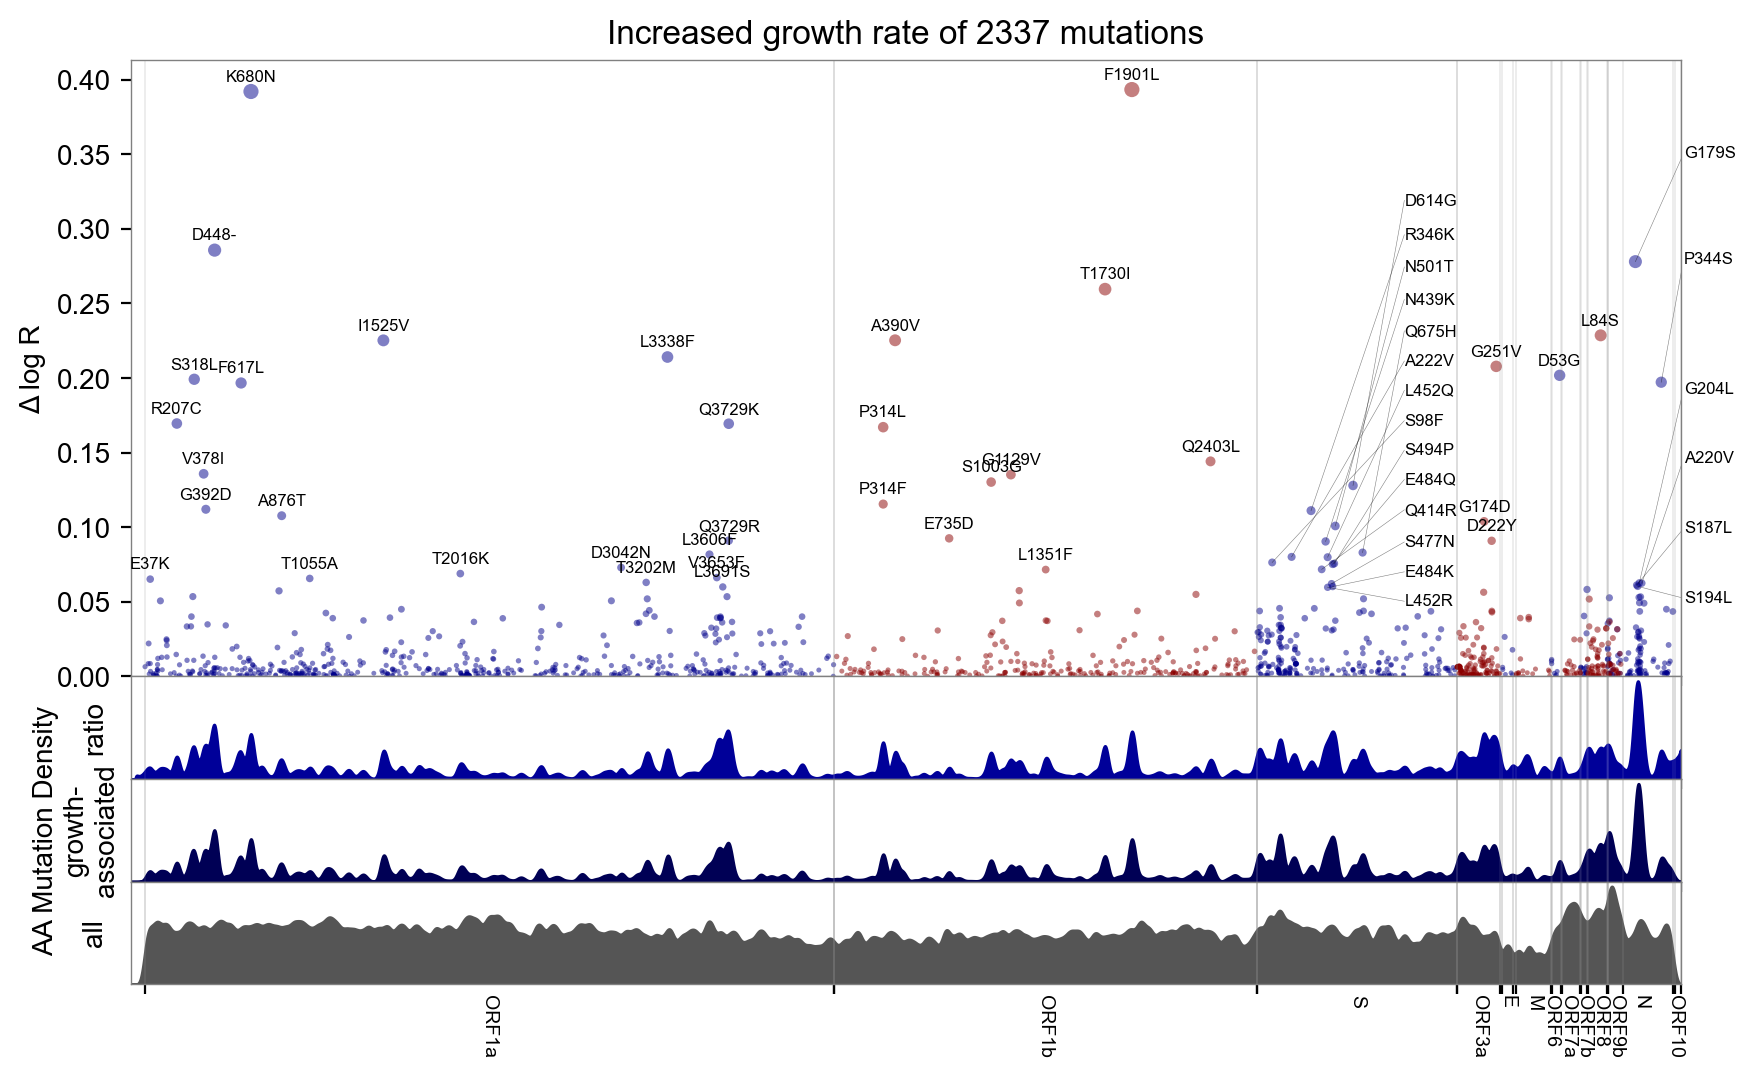 Increased growth rate of 2337 mutations
Δ log R
0.40
0.35
0.30
0.25
0.20
0.15
0.10
0.05
0.00
K680N
F1901L
G179S
D614G
D448-
R346K
P344S
N501T
T1730I
N439K
I1525V
A390V
L84S
Q675H
L3338F
G251V
D53G
A222V
S318L
F617L
L452Q
G204L
R207C
Q3729K
P314L
S98F
Q2403L
S494P
V378I
G1129V
S1003G
A220V
E484Q
G392D
A876T
P314F
Q414R
G174D
Q3729R
E735D
D222Y
S187L
L3606F
S477N
D3042N
L1351F
E37K
T1055A
T2016K
T3202M
V3653F
L3691S
E484K
L452R
S194L
AA Mutation Density
ratio
growth-
associated
all
ORF1a
ORF1b
S
ORF3a
E
M
ORF6
ORF7a
ORF7b
ORF8
ORF9b
N
ORF10